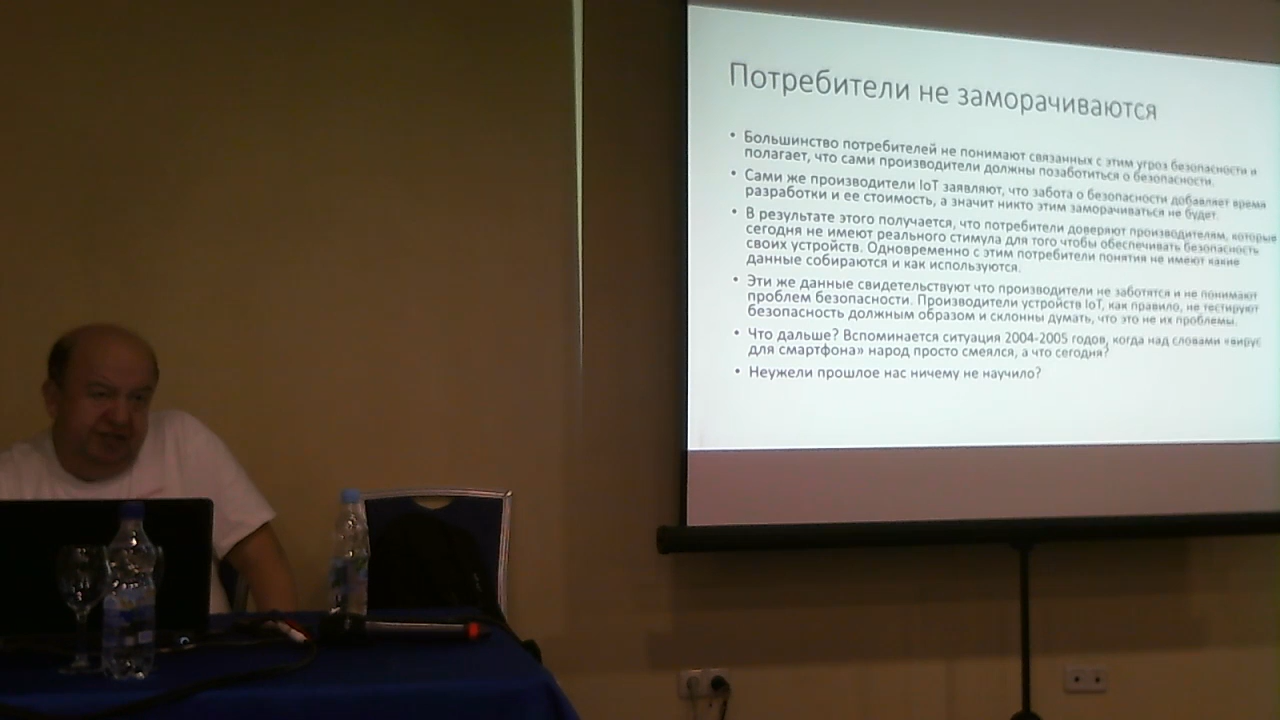 Потребители не заморачиваются
• Большинство потребителей не понимают связанных с этим угроз безопасности и
полагает, что сами производители должны позаботиться о безопасности.
• Сами же производители IoT заявляют, что забота о безопасности добавляет время
разработки и ее стоимость, а значит никто этим заморачиваться не будет.
• В результате этого получается, что потребители доверяют производителям, которые
сегодня не имеют реального стимула для того чтобы обеспечивать безопасность
своих устройств. Одновременно с этим потребители понятия не имеют какие
данные собираются и как используются.
• Эти же данные свидетельствуют что производители не заботятся и не понимают
проблем безопасности. Производители устройств IoT, как правило, не тестируют
безопасность должным образом и склонны думать, что это не их проблемы.
• Что дальше? Вспоминается ситуация 2004-2005 годов, когда над словами «вирус
для смартфона» народ просто смеялся, а что сегодня?
• Неужели прошлое нас ничему не научило?